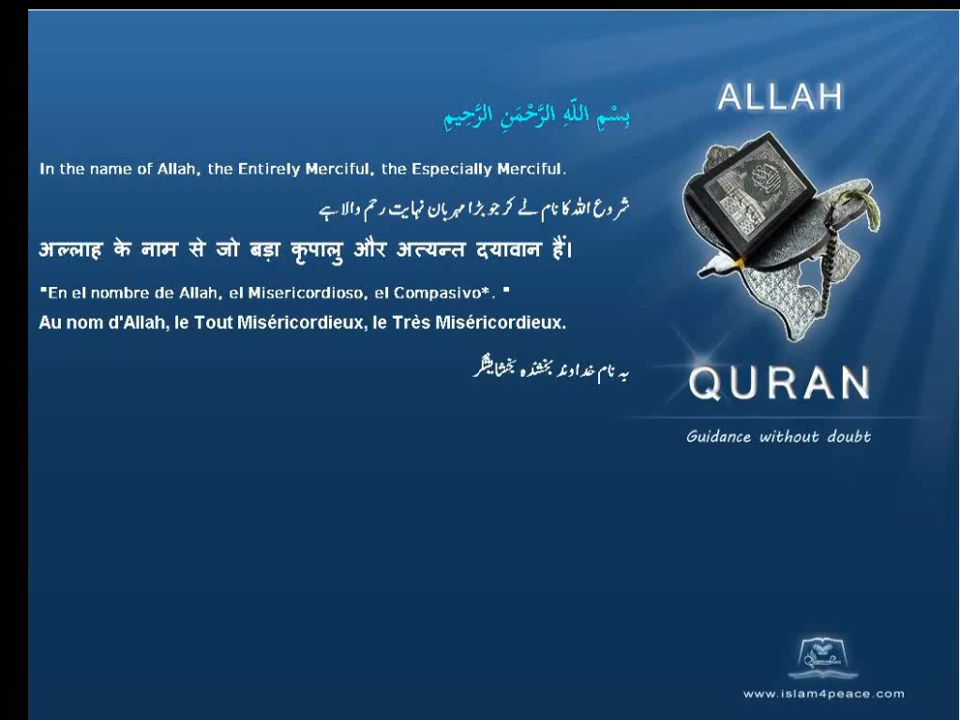 بِسْمِ اللّهِ الرَّحْمَنِ الرَّحِيمِ
In the name of Allah, the Entirely Merciful, the Especially Merciful.
شروع الله کا نام لے کر جو بڑا مہربان نہایت رحم والا ہے
अल्लाह के नाम से जो बड़ा कृपालु और अत्यन्त दयावान हैं।
"En el nombre de Allah, el Misericordioso, el Compasivo*. "
Au nom d'Allah, le Tout Miséricordieux, le Très Miséricordieux.
به نام خداوند بخشنده بخشایشگر
ALLAH
QURAN
Guidance without doubt
www.islam4peace.com